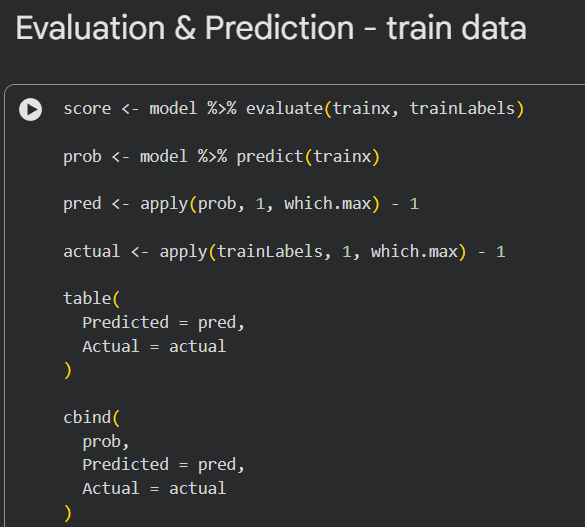 Evaluation & Prediction - train data
score <- model %>% evaluate(trainx, trainLabels)
prob <- model %>% predict(trainx)
pred <- apply(prob, 1, which.max) - 1
actual <- apply(trainLabels, 1, which.max) - 1
table(
  Predicted = pred,
  Actual = actual
)
cbind(
  prob,
  Predicted = pred,
  Actual = actual
)